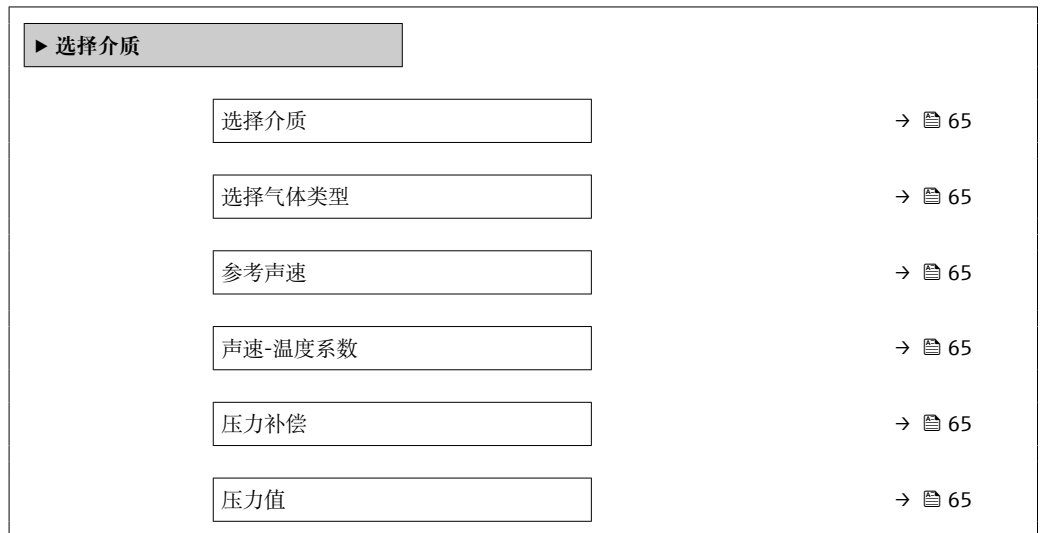 ▶ 选择介质
选择介质 → 🖹 65
选择气体类型 → 🖹 65
参考声速 → 🖹 65
声速-温度系数 → 🖹 65
压力补偿 → 🖹 65
压力值 → 🖹 65